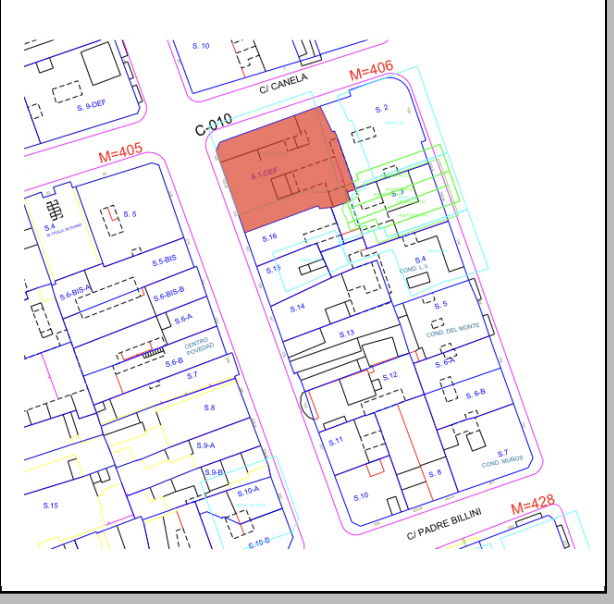 S. 10
C/ CANELA
M=406
S. 9-DEF
S. 2
C-010
M=405
S.1-DEF
S.3
S.4
S. 5
S.16
S.5-BIS
S.15
S.4
COND. L.V.
S.6-BIS-A
S.6-BIS-B
S.14
S. 5
S.6-A
S.13
COND. DEL MONTE
CENTRO
POVEDAD
S.6-B
S. 6-A
S.7
S.12
S. 6-B
S.8
S.11
S.9-A
S.7
COND. MUÑOS
S.9-B
S. 8
S.10-A
S.10
S.15
M=428
C/ PADRE BILLINI
S.10-B